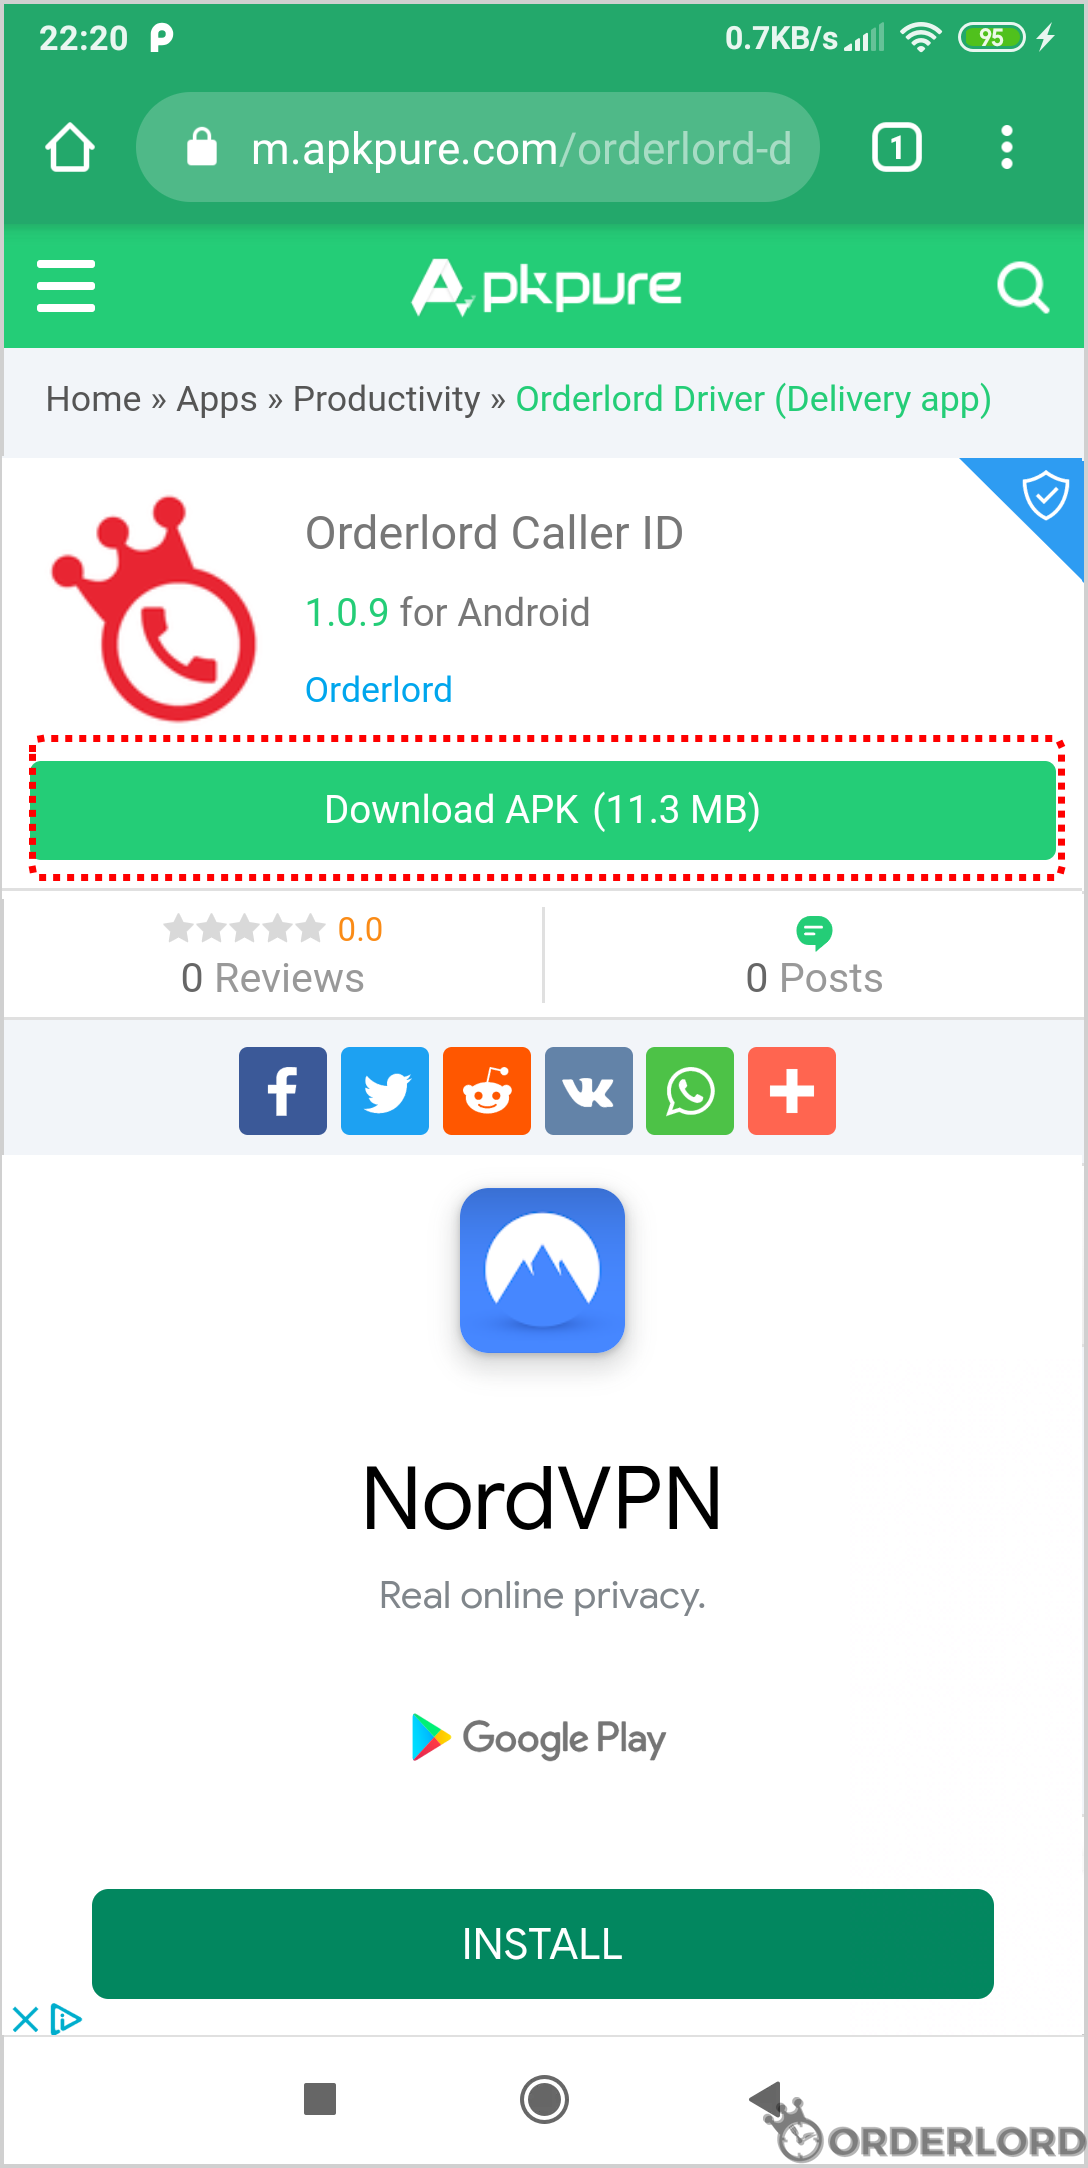 22:20
0.7KB/s
95
m.apkpure.com/orderlord-d
1
Apkpure
Home » Apps » Productivity » Orderlord Driver (Delivery app)
Orderlord Caller ID
1.0.9 for Android
Orderlord
Download APK (11.3 MB)
0.0
0 Reviews
0 Posts
NordVPN
Real online privacy.
Google Play
INSTALL
ORDERLORD